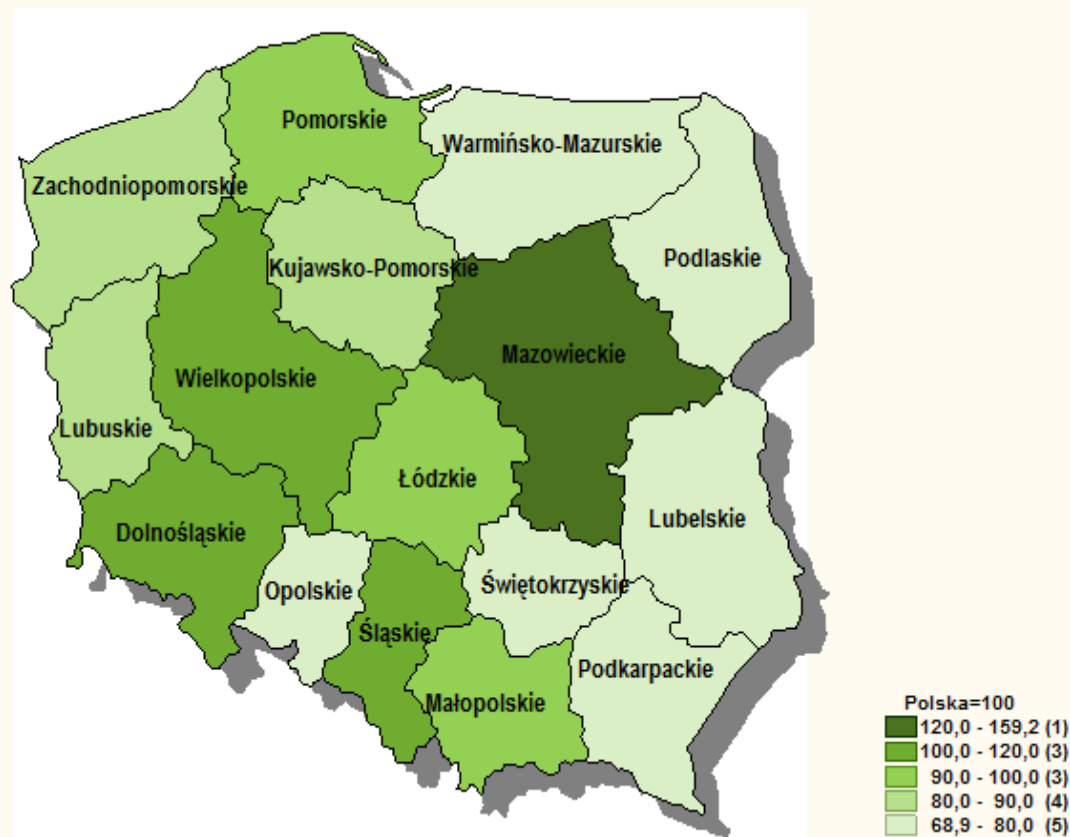 Pomorskie
Warmińsko-Mazurskie
Zachodniopomorskie
Podlaskie
Kujawsko-Pomorskie
Mazowieckie
Wielkopolskie
Lubuskie
Łódzkie
Lubelskie
Dolnośląskie
Świętokrzyskie
Opolskie
Śląskie
Podkarpackie
Małopolskie
Polska=100
120,0 - 159,2 (1)
100,0 - 120,0 (3)
90,0 - 100,0 (3)
80,0 - 90,0 (4)
68,9 - 80,0 (5)